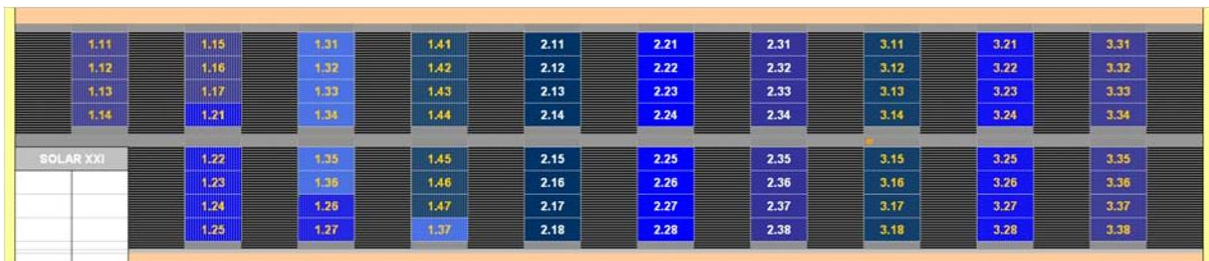 1.11 1.15 1.31 1.41 2.11 2.21 2.31 3.11 3.21 3.31
1.12 1.16 1.32 1.42 2.12 2.22 2.32 3.12 3.22 3.32
1.13 1.17 1.33 1.43 2.13 2.23 2.33 3.13 3.23 3.33
1.14 1.21 1.34 1.44 2.14 2.24 2.34 3.14 3.24 3.34
SOLAR XXI 1.22 1.35 1.45 2.15 2.25 2.35 3.15 3.25 3.35
1.23 1.36 1.46 2.16 2.26 2.36 3.16 3.26 3.36
1.24 1.26 1.47 2.17 2.27 2.37 3.17 3.27 3.37
1.25 1.27 1.37 2.18 2.28 2.38 3.18 3.28 3.38